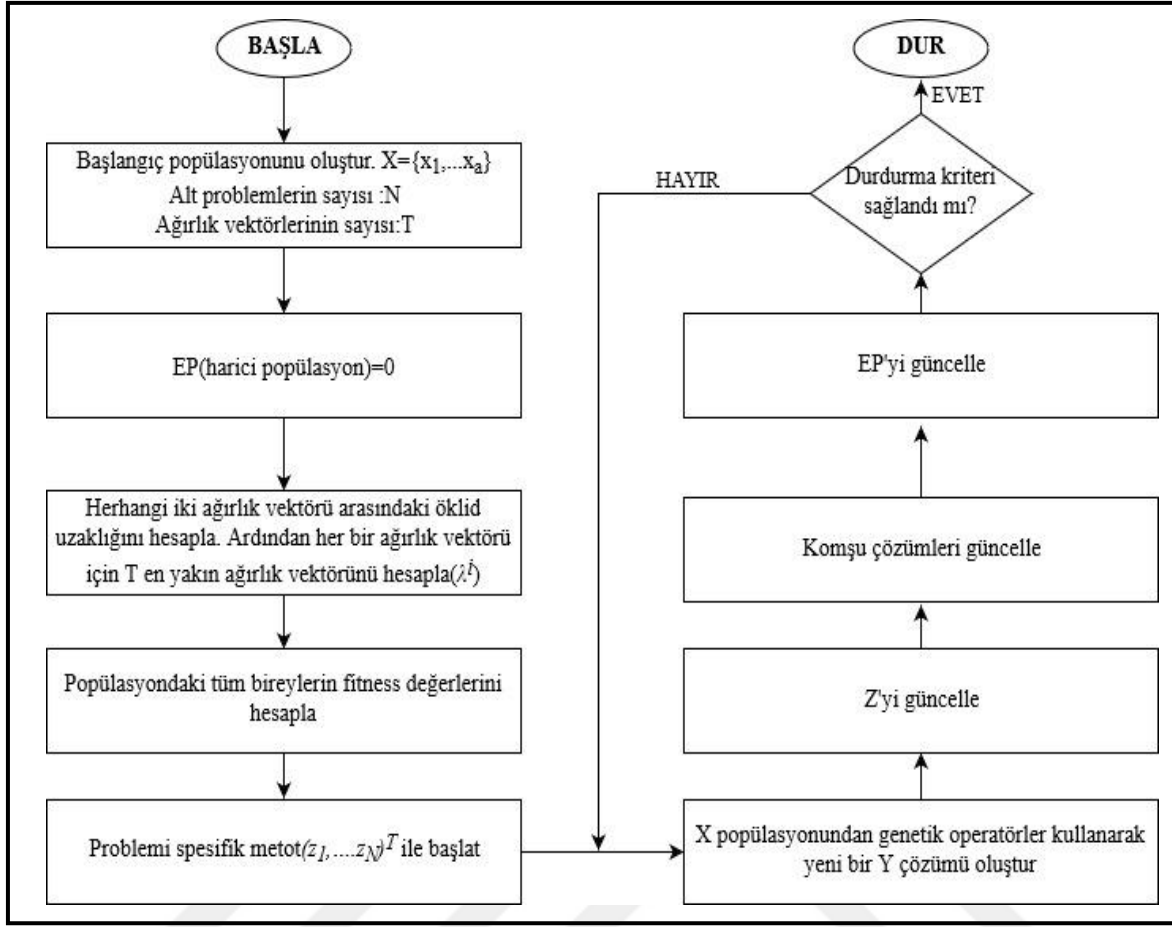 BAŞLA
Başlangıç popülasyonunu oluştur. X={x₁,...xₐ}
Alt problemlerin sayısı :N
Ağırlık vektörlerinin sayısı:T
EP(harici popülasyon)=0
Herhangi iki ağırlık vektörü arasındaki öklid
uzaklığını hesapla. Ardından her bir ağırlık vektörü
için T en yakın ağırlık vektörünü hesapla(λⁱ)
Popülasyondaki tüm bireylerin fitness değerlerini
hesapla
Problemi spesifik metot(z₁,....z_N)ᵀ ile başlat
X popülasyonundan genetik operatörler kullanarak
yeni bir Y çözümü oluştur
Z'yi güncelle
Komşu çözümleri güncelle
EP'yi güncelle
Durdurma kriteri
sağlandı mı?
HAYIR
EVET
DUR